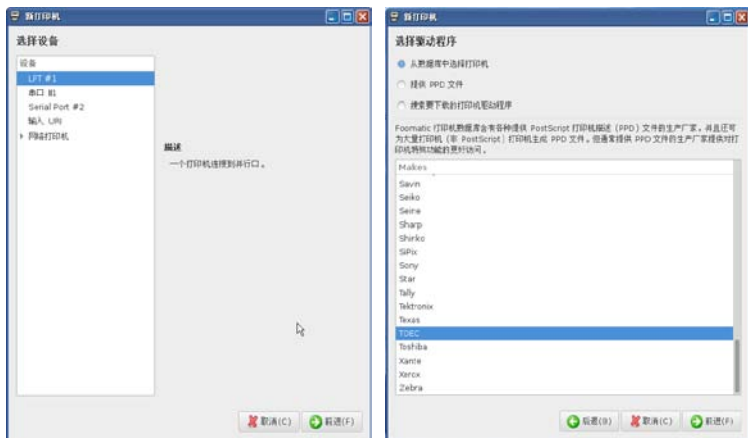 新打印机
选择设备
设备
LPT #1
串口 #1
Serial Port #2
输入 URI
网络打印机
描述
一个打印机连接到并行口。
取消(C)
前进(F)
新打印机
选择驱动程序
从数据库中选择打印机
提供 PPD 文件
搜索要下载的打印机驱动程序
Foomatic 打印机数据库含有各种提供 PostScript 打印机描述 (PPD) 文件的生产厂家，并且还可
为大量打印机 (非 PostScript) 打印机生成 PPD 文件。但通常提供 PPD 文件的生产厂家提供对打
印机特殊功能的更好访问。
Makes
Savin
Seiko
Seine
Sharp
Shinko
SiPix
Sony
Star
Tally
Tektronix
Texas
TOEC
Toshiba
Xante
Xerox
Zebra
后退(B)
取消(C)
前进(F)